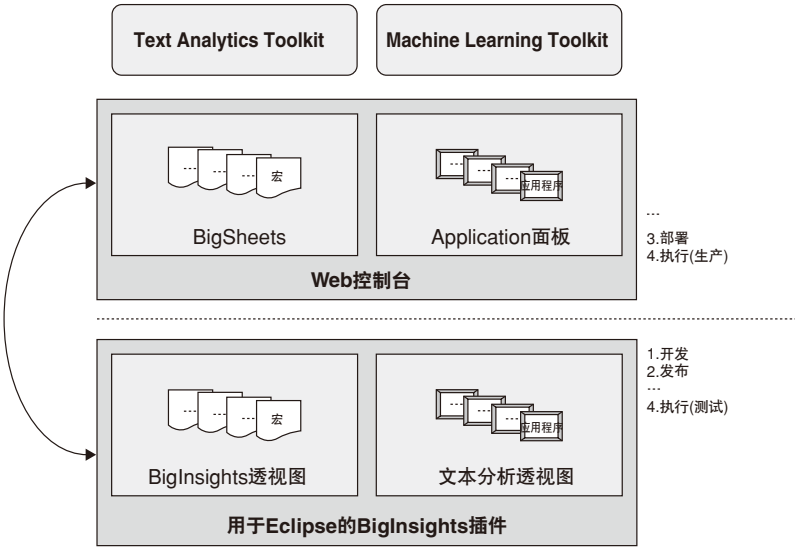 Text Analytics Toolkit
Machine Learning Toolkit
...
...
...
宏
BigSheets
...
...
...
应用程序
Application面板
Web控制台
...
3.部署
4.执行(生产)
1.开发
2.发布
...
4.执行(测试)
...
...
...
宏
BigInsights透视图
...
...
...
应用程序
文本分析透视图
用于Eclipse的BigInsights插件